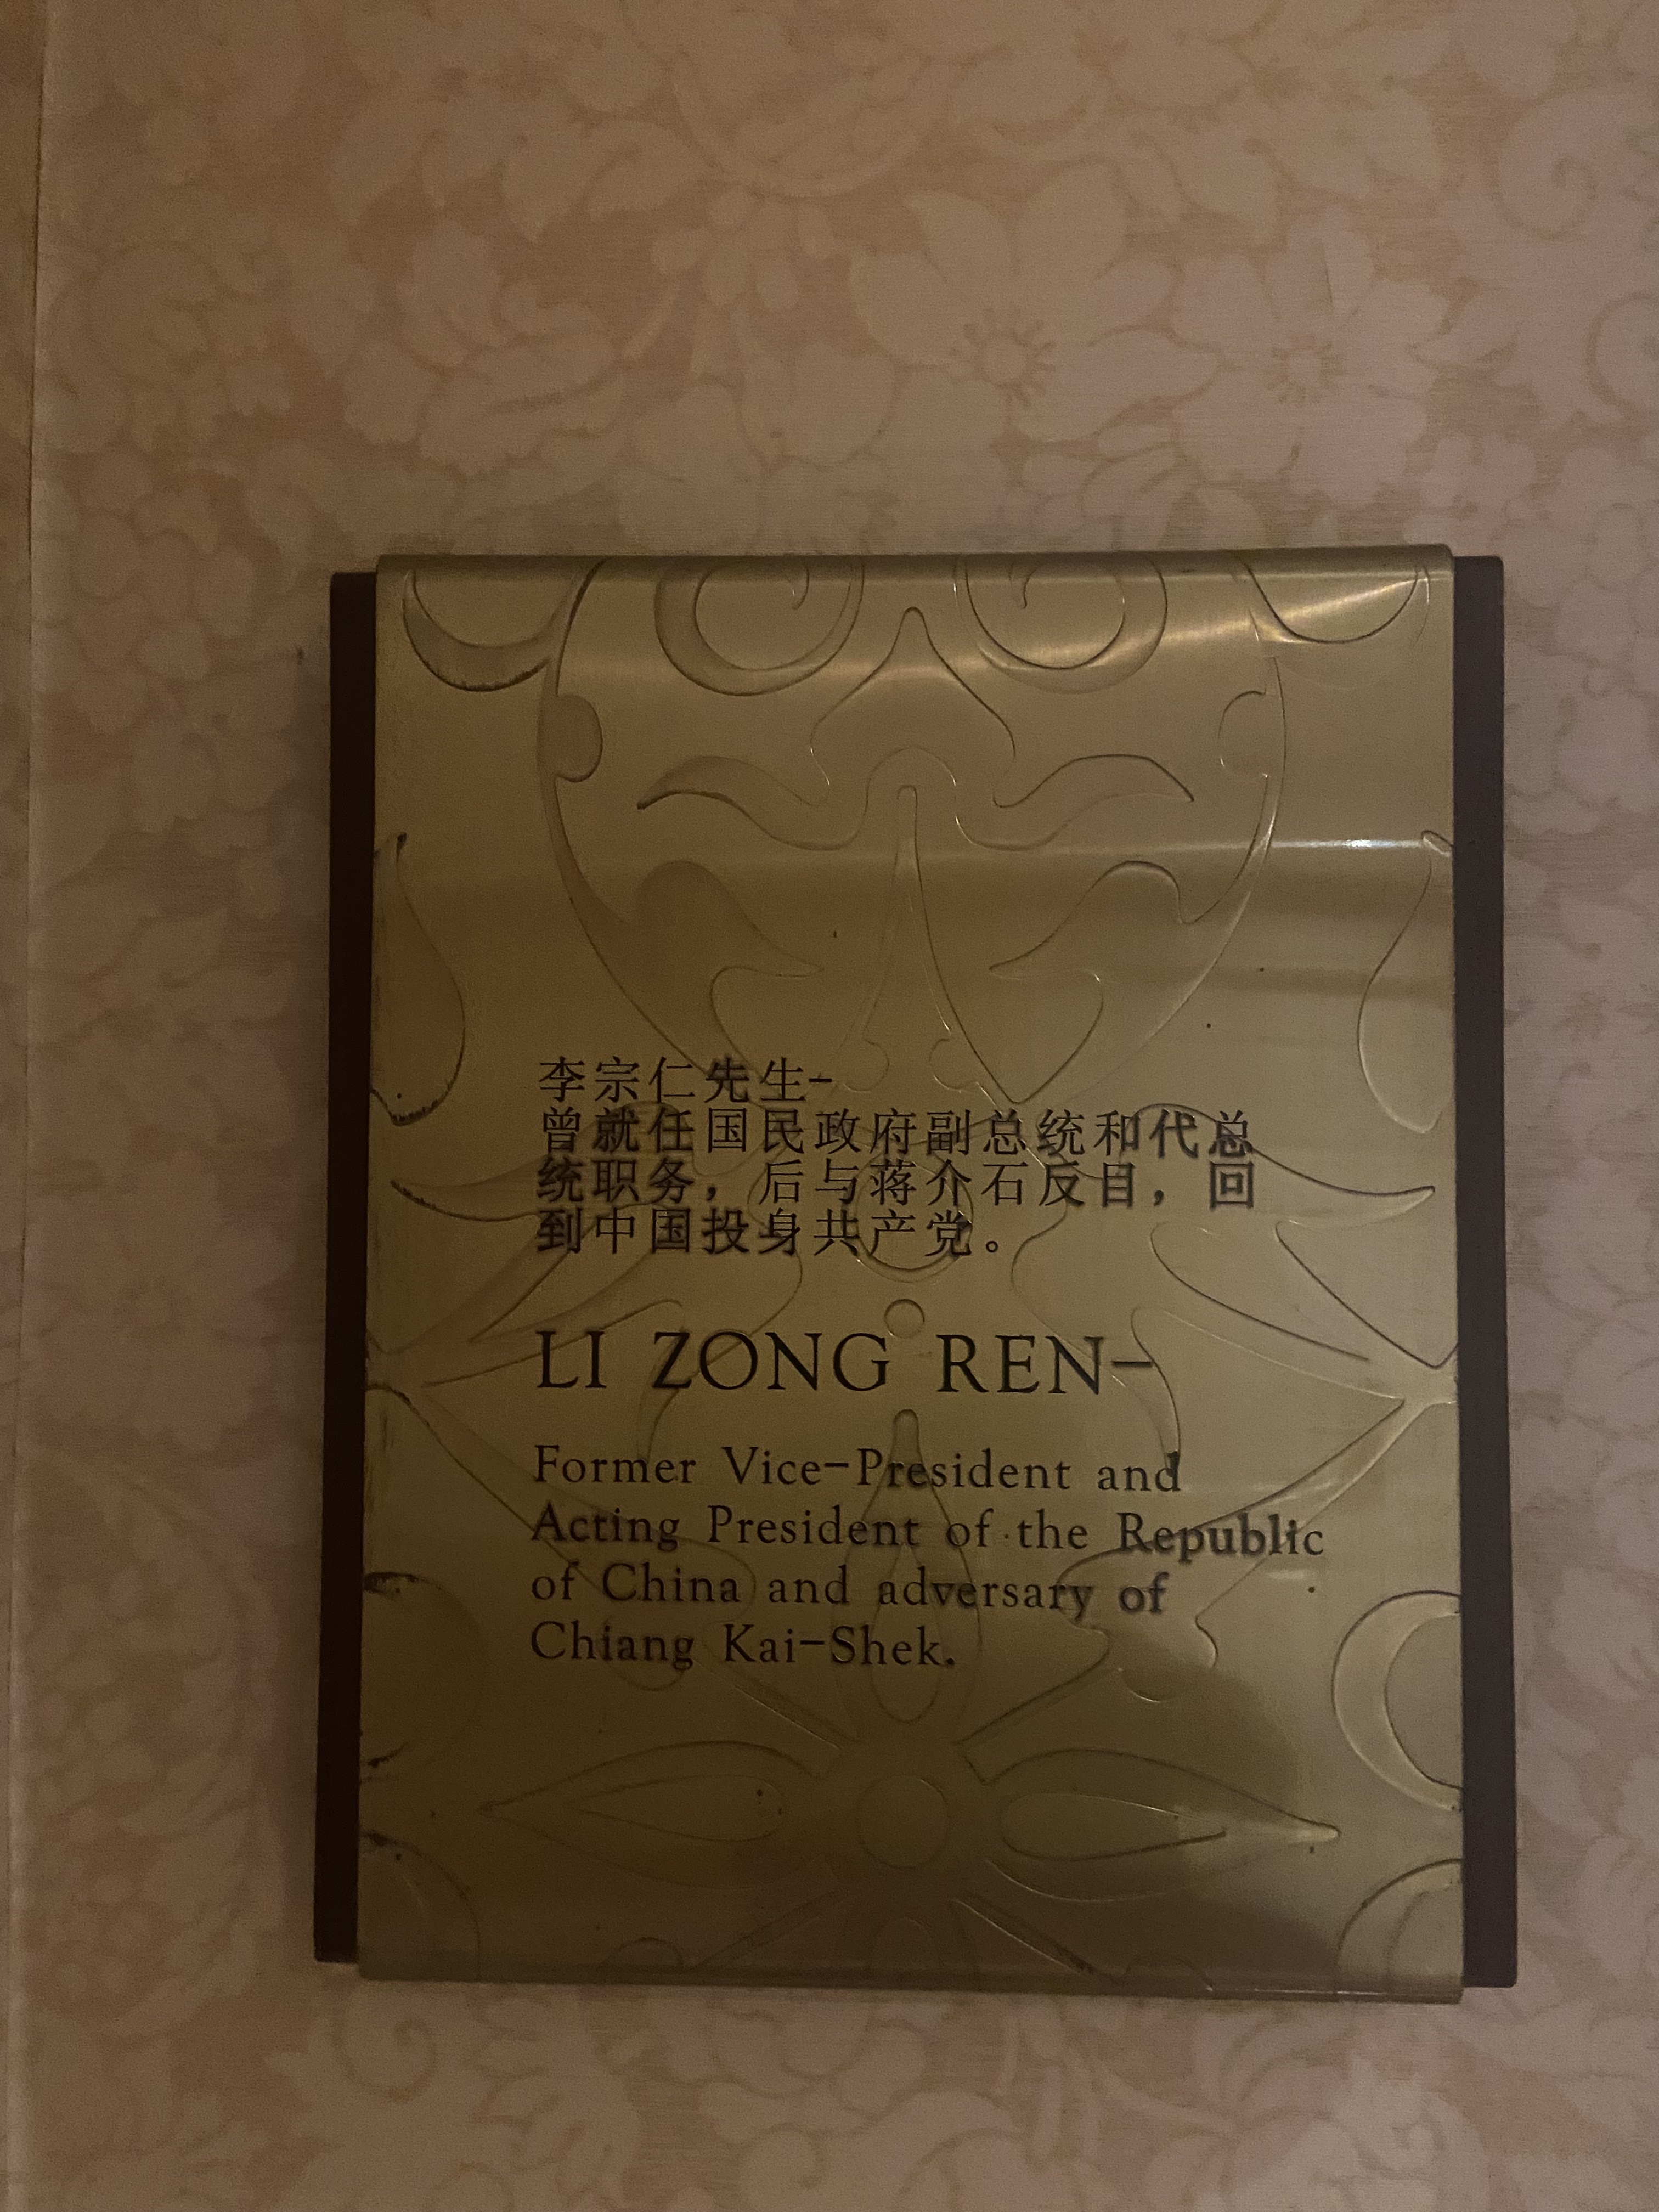 李宗仁先生-
曾就任国民政府副总统和代总
统职务，后与蒋介石反目，回
到中国投身共产党。
LI ZONG REN-
Former Vice-President and
Acting President of the Republic
of China and adversary of
Chiang Kai-Shek.